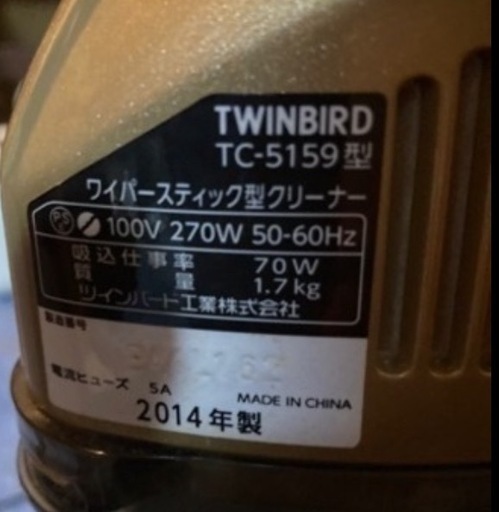 TWINBIRD
TC-5159型
ワイパースティック型クリーナー
PS E 100V 270W 50-60Hz
吸込仕事率 70W
質量 1.7kg
ツインバード工業株式会社
製造番号
電流ヒューズ 5A
MADE IN CHINA
2014年製